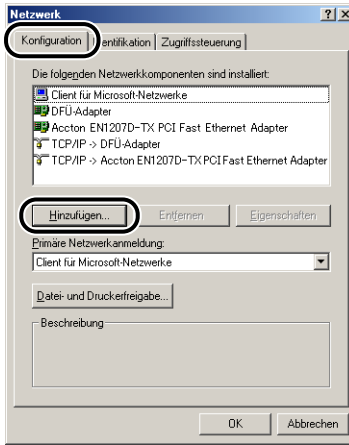 Netzwerk
Konfiguration Identifikation Zugriffssteuerung
Die folgenden Netzwerkkomponenten sind installiert:
Client für Microsoft-Netzwerke
DFÜ-Adapter
Accton EN1207D-TX PCI Fast Ethernet Adapter
TCP/IP -> DFÜ-Adapter
TCP/IP -> Accton EN1207D-TX PCI Fast Ethernet Adapter
Hinzufügen... Entfernen Eigenschaften
Primäre Netzwerkanmeldung:
Client für Microsoft-Netzwerke
Datei- und Druckerfreigabe...
Beschreibung
OK Abbrechen